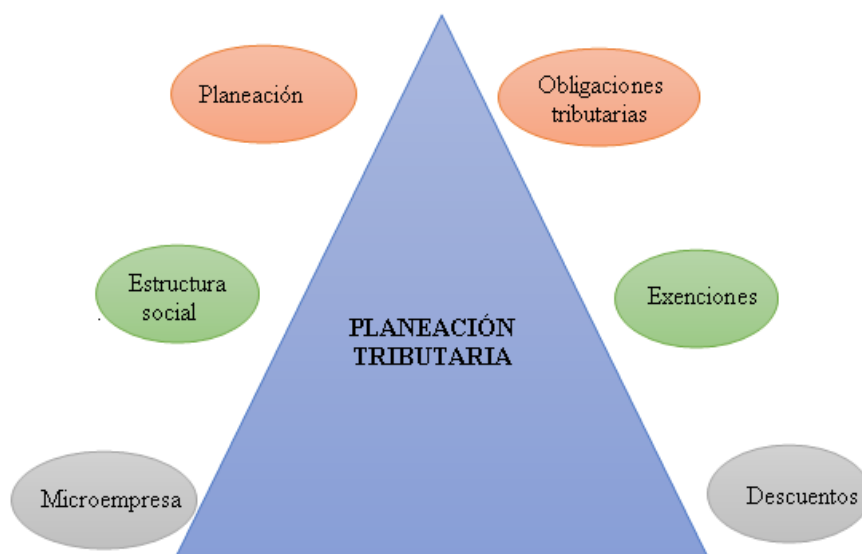 Planeación
Obligaciones
tributarias
Estructura
social
Exenciones
PLANEACIÓN
TRIBUTARIA
Microempresa
Descuentos